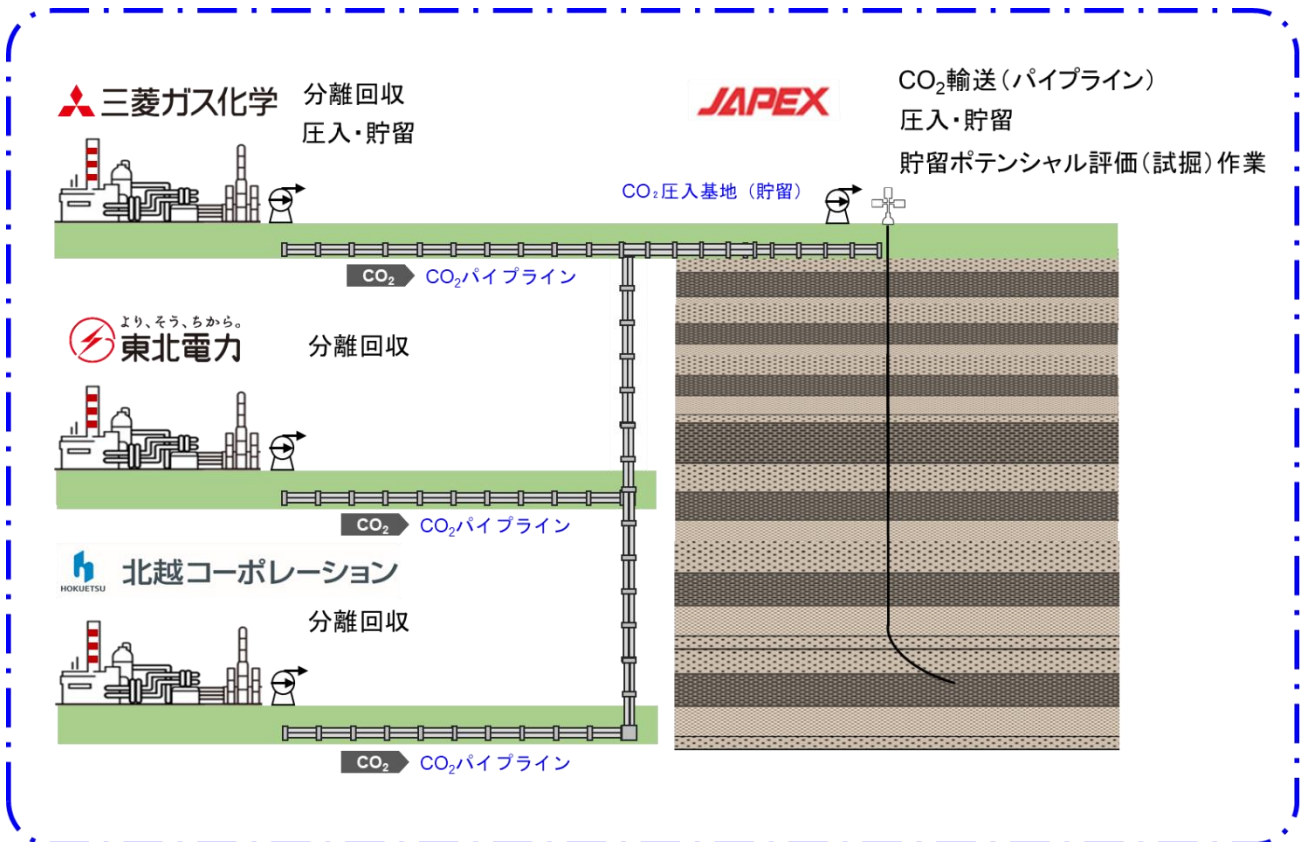 三菱ガス化学
分離回収
圧入・貯留
JAPEX
CO₂輸送(パイプライン)
圧入・貯留
貯留ポテンシャル評価(試掘)作業
CO₂圧入基地(貯留)
CO₂
CO₂パイプライン
より、そう、ちから。
東北電力
分離回収
CO₂
CO₂パイプライン
HOKUETSU
北越コーポレーション
分離回収
CO₂
CO₂パイプライン